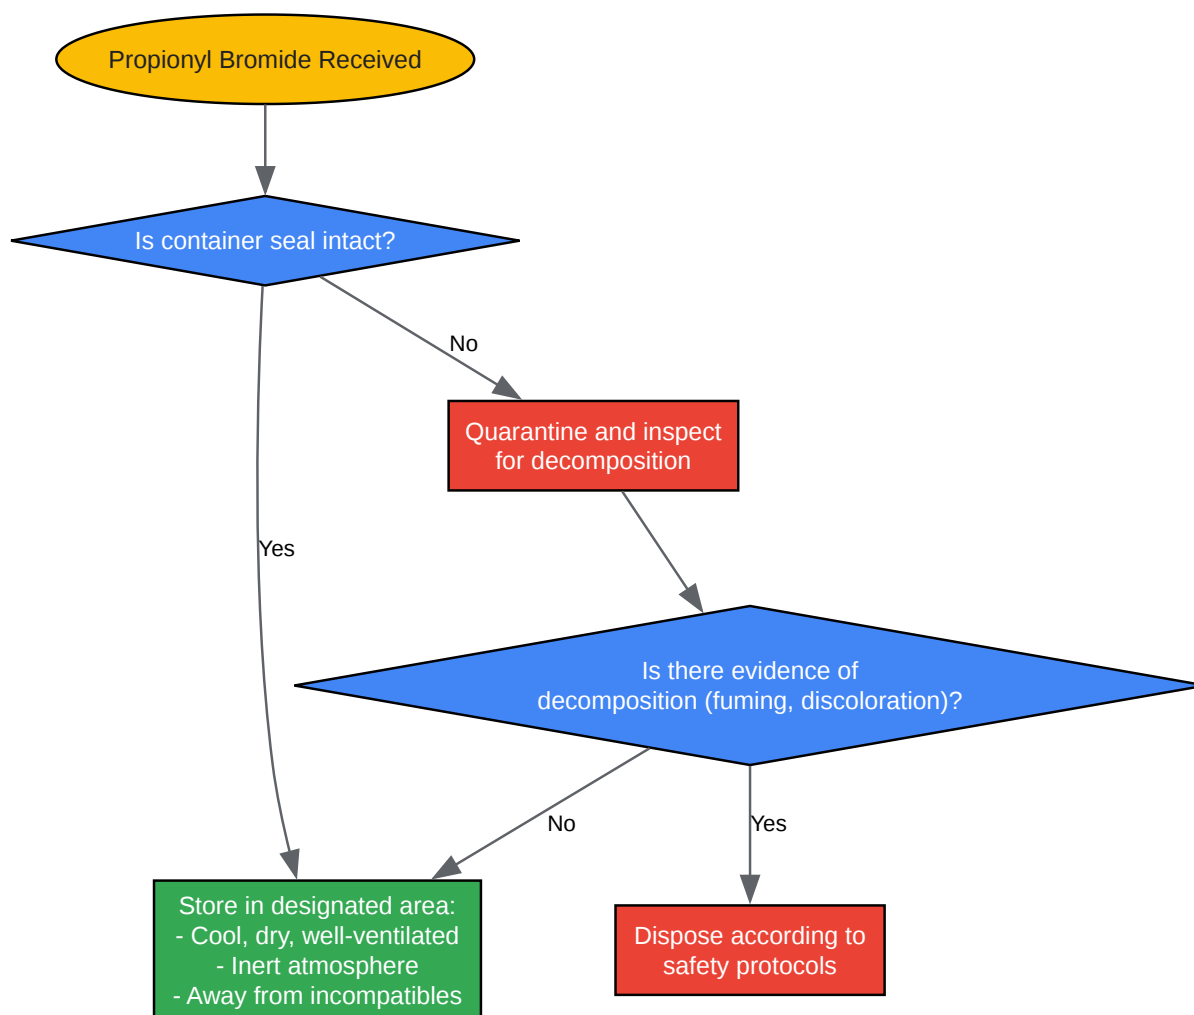 Propionyl Bromide Received
Is container seal intact?
No
Quarantine and inspect
for decomposition
Yes
Is there evidence of
decomposition (fuming, discoloration)?
No
Yes
Store in designated area:
- Cool, dry, well-ventilated
- Inert atmosphere
- Away from incompatibles
Dispose according to
safety protocols